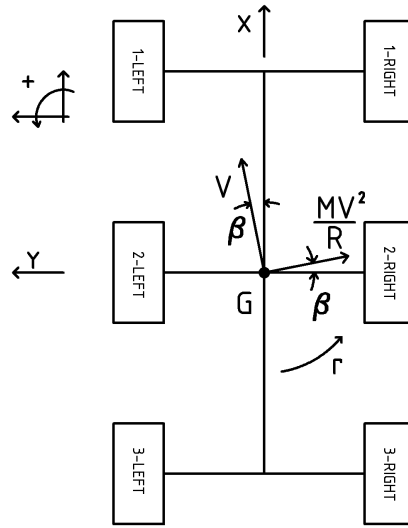 X
1-LEFT
1-RIGHT
+
V
β
MV²
R
Y
2-LEFT
2-RIGHT
G
β
r
3-LEFT
3-RIGHT